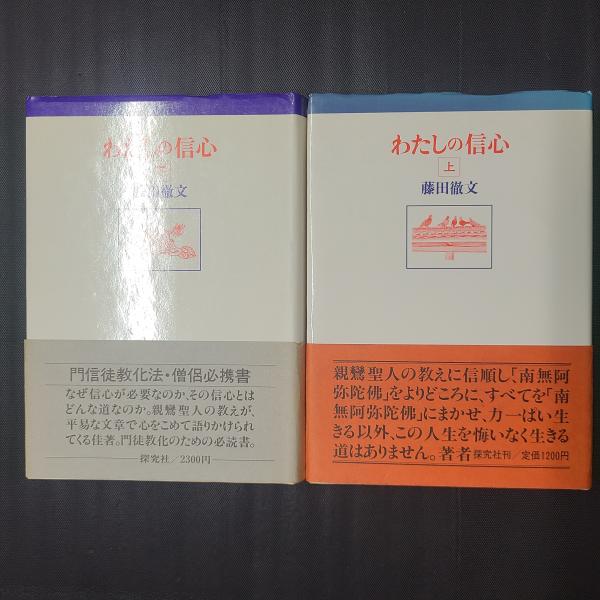 わたしの信心
藤田徹文
門信徒教化法・僧侶必携書
なぜ信心が必要なのか、その信心とは
どんな道なのか。親鸞聖人の教えが、
平易な文章で心をこめて語りかけられ
てくる佳著。門徒教化のための必読書。
探究社/2300円
わたしの信心
上
藤田徹文
親鸞聖人の教えに信順し、「南無阿
弥陀佛」をよりどころに、すべてを「南
無阿弥陀佛」にまかせ、力一ぱい生
きる以外、この人生を悔いなく生きる
道はありません。著者 探究社刊/定価1200円